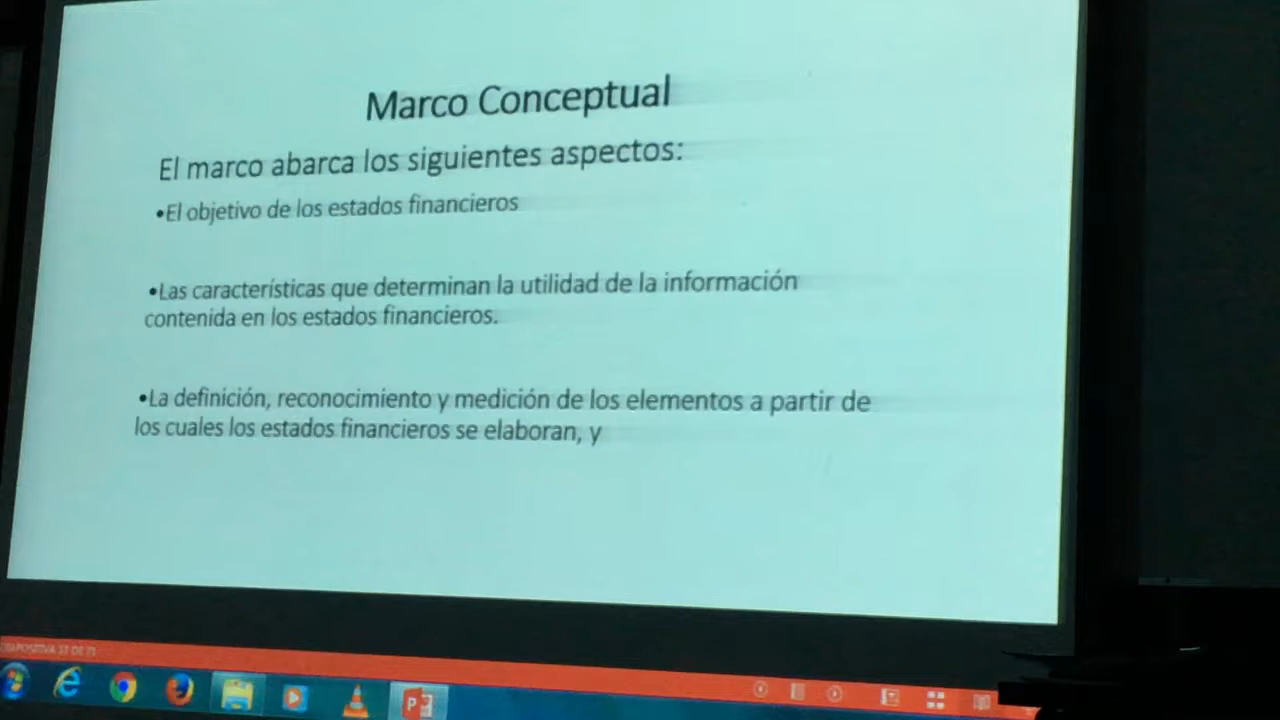 Marco Conceptual
El marco abarca los siguientes aspectos:
•El objetivo de los estados financieros
•Las características que determinan la utilidad de la información
contenida en los estados financieros.
•La definición, reconocimiento y medición de los elementos a partir de
los cuales los estados financieros se elaboran, y